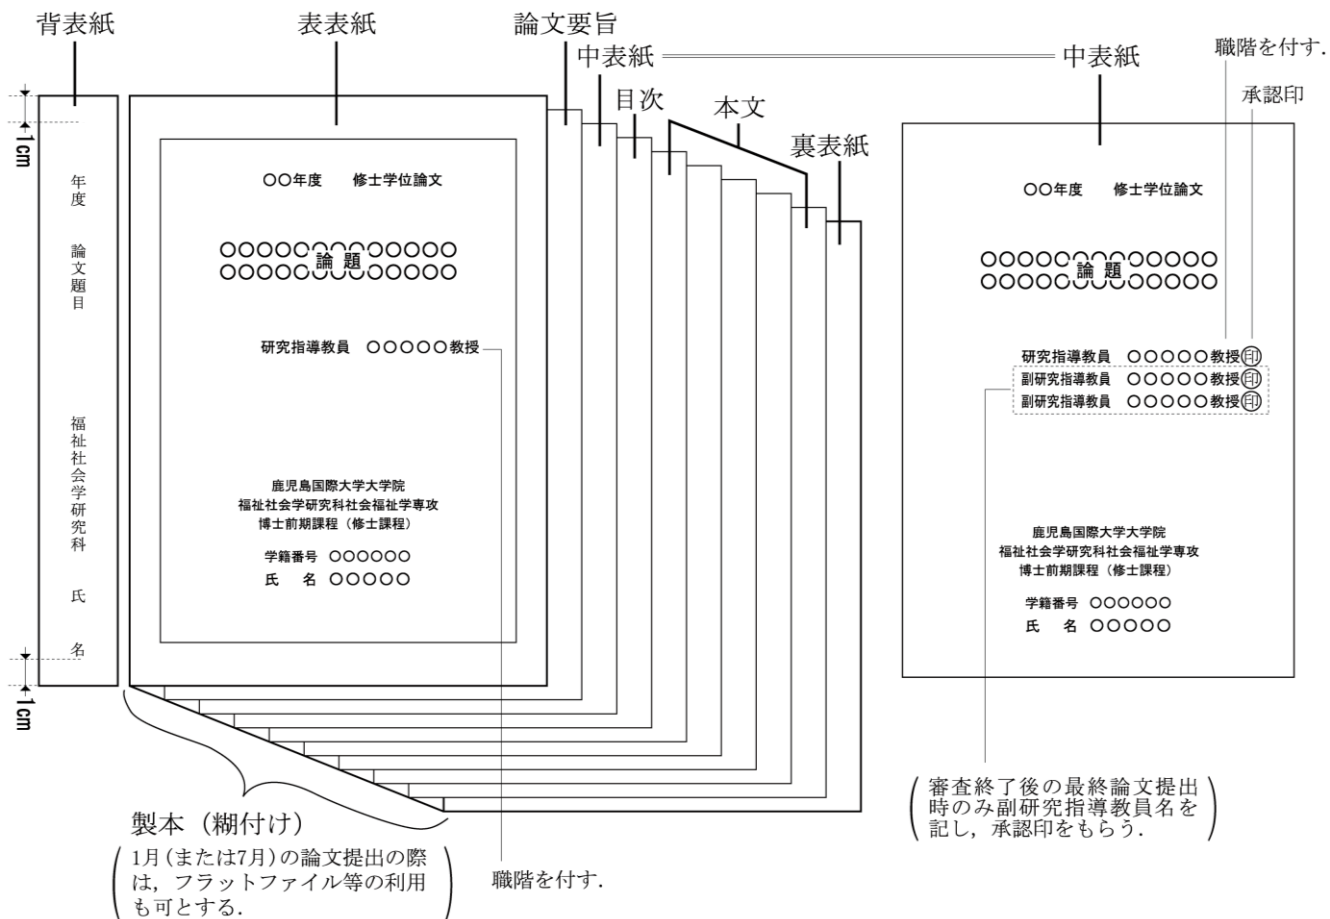 背表紙
表表紙
論文要旨
中表紙
目次
本文
裏表紙
中表紙
職階を付す.
承認印
1cm
年度 論文題目 福祉社会学研究科 氏 名
1cm
○○年度 修士学位論文
○○○○○○○○○○○○○
論 題
○○○○○○○○○○○○○
研究指導教員 ○○○○○教授
鹿児島国際大学大学院
福祉社会学研究科社会福祉学専攻
博士前期課程（修士課程）
学籍番号 ○○○○○○
氏 名 ○○○○○
製本（糊付け）
1月(または7月)の論文提出の際
は，フラットファイル等の利用
も可とする.
職階を付す.
○○年度 修士学位論文
○○○○○○○○○○○○○
論 題
○○○○○○○○○○○○○
研究指導教員 ○○○○○教授㊞
副研究指導教員 ○○○○○教授㊞
副研究指導教員 ○○○○○教授㊞
鹿児島国際大学大学院
福祉社会学研究科社会福祉学専攻
博士前期課程（修士課程）
学籍番号 ○○○○○○
氏 名 ○○○○○
審査終了後の最終論文提出
時のみ副研究指導教員名を
記し，承認印をもらう.